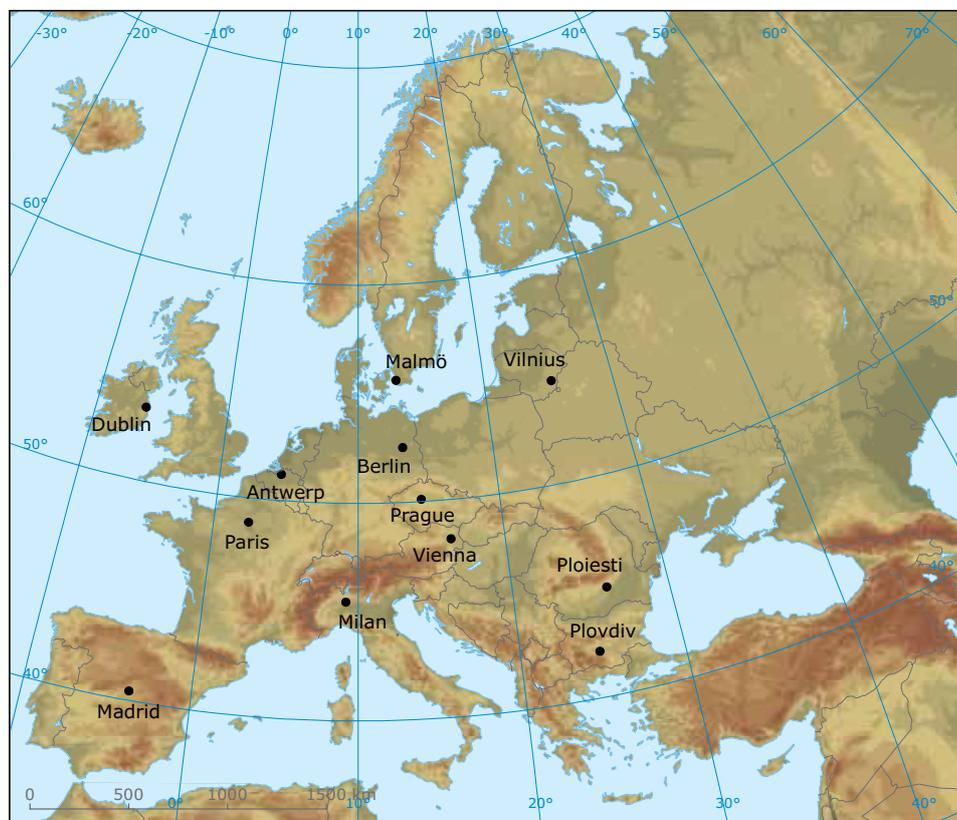 -30° -20° -10° 0° 10° 20° 30° 40° 50° 60° 70°
60°
50°
Malmö Vilnius
Dublin
50°
Berlin
Antwerp
Prague
Paris
Vienna
Ploiesti
40°
Milan
Plovdiv
40°
Madrid
0 500 1000 1500 km
0° 10° 20° 30° 40°